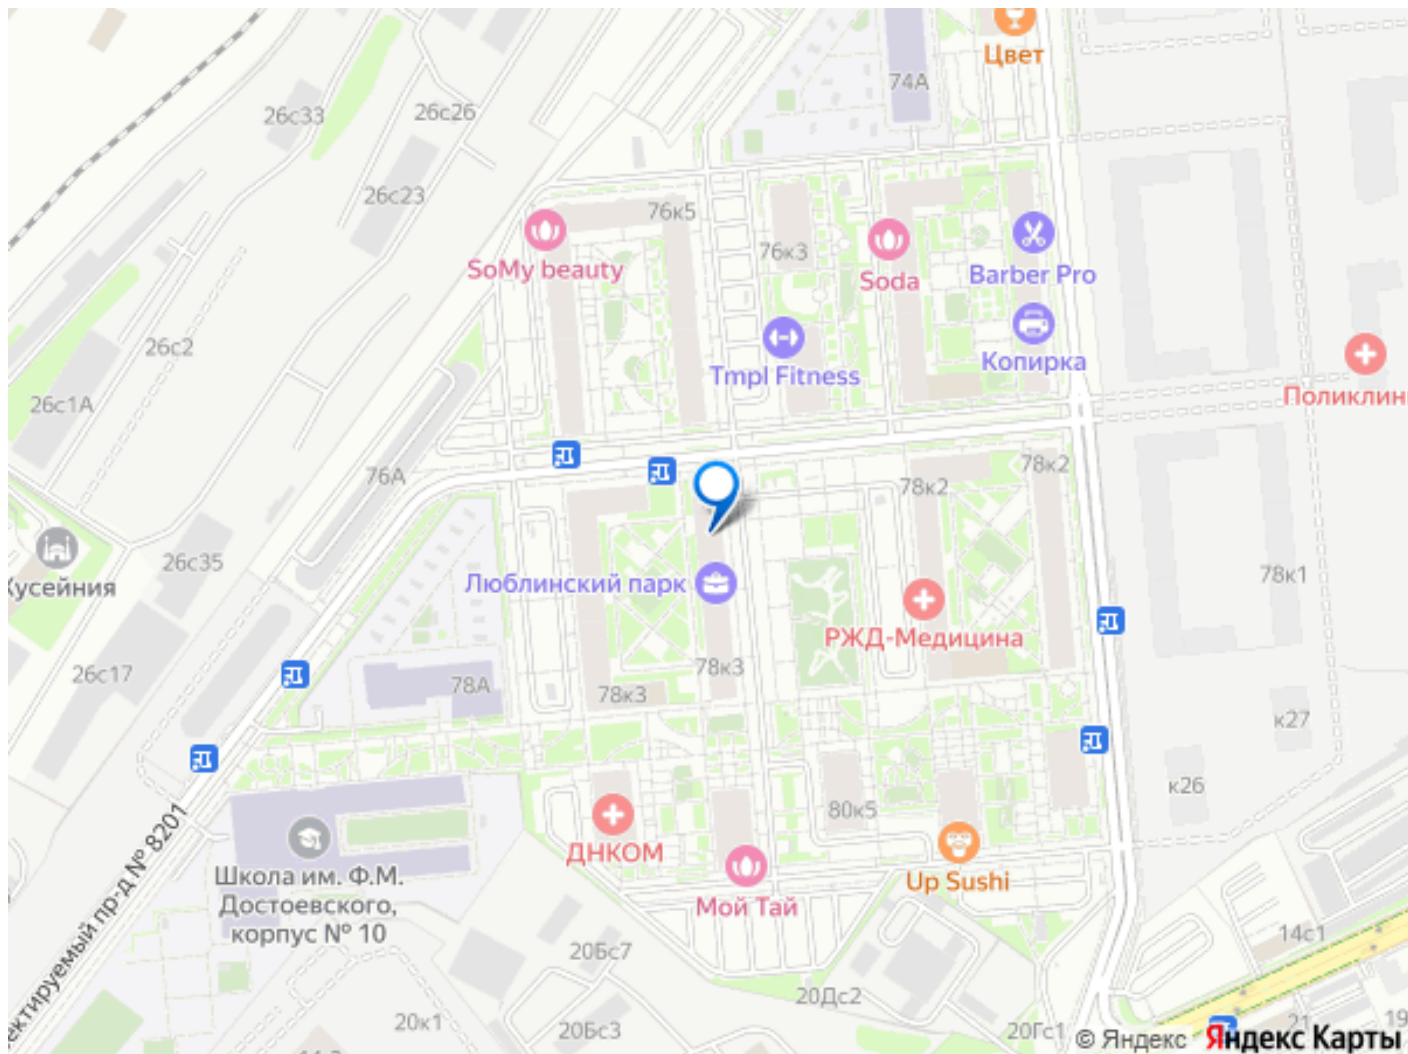 Цвет
74А
26с33
26с26
26с23
76к5
76к3
SoMy beauty
Soda
Barber Pro
26с2
Tmpl Fitness
Копирка
26с1А
Поликлин
76А
78к2
78к2
26с35
Кусейния
Люблинский парк
78к1
РЖД-Медицина
26с17
78А
78к3
78к3
к27
к26
80к5
ДНКОМ
Up Sushi
Школа им. Ф.М.
Достоевского,
корпус № 10
Мой Тай
ектируемый пр-д № 8201
14с1
20Бс7
20Дс2
20к1
20Бс3
20Гс1
21
19
© Яндекс Яндекс Карты